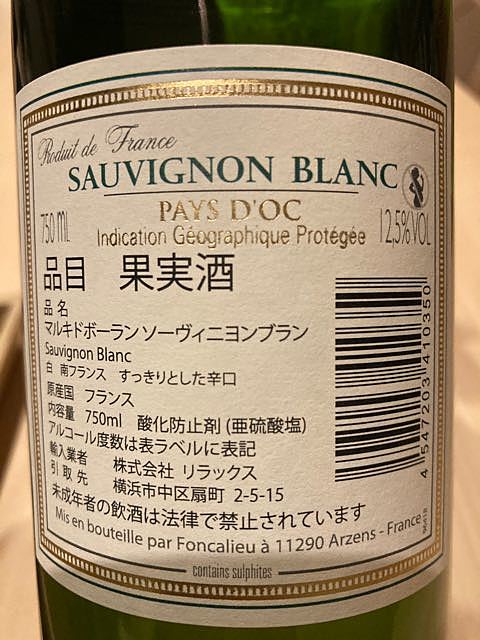 Produit de France
SAUVIGNON BLANC
PAYS D'OC
750 ml Indication Géographique Protégée 12,5%VOL
品目 果実酒
品名
マルキドボーラン ソーヴィニヨンブラン
Sauvignon Blanc
白 南フランス すっきりとした辛口
原産国 フランス
内容量 750ml 酸化防止剤 (亜硫酸塩)
アルコール度数は表ラベルに表記
輸入業者 株式会社 リラックス
引取先 横浜市中区扇町 2-5-15
未成年者の飲酒は法律で禁止されています
Mis en bouteille par Foncalieu à 11290 Arzens - France
contains sulphites
4 547203 410350